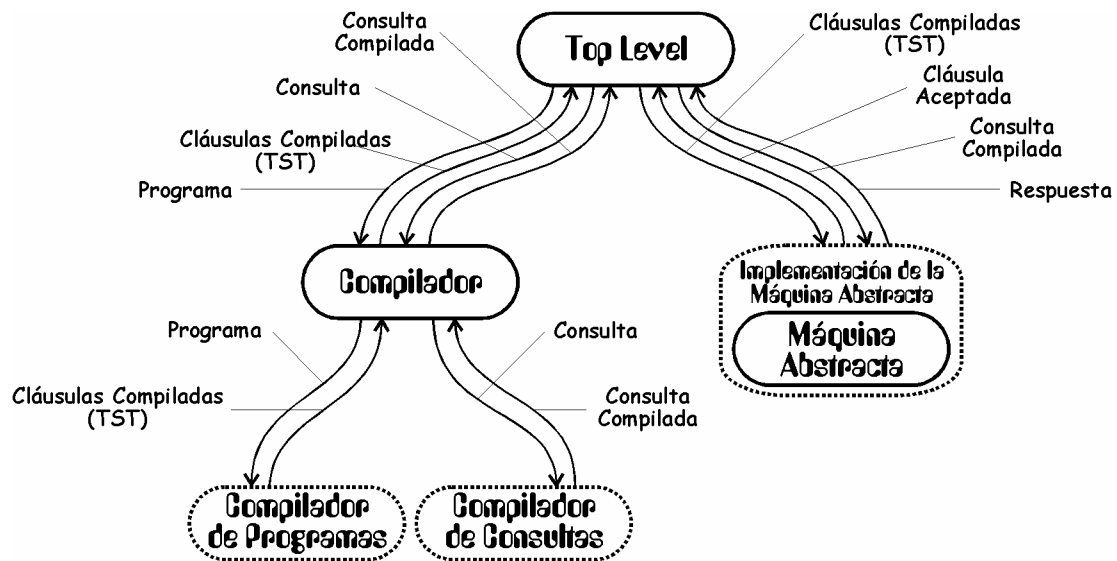 Consulta
Compilada
Top Level
Cláusulas Compiladas
(TST)
Consulta
Cláusula
Aceptada
Cláusulas Compiladas
(TST)
Consulta
Compilada
Programa
Respuesta
Compilador
Implementación de la
Máquina Abstracta
Máquina
Abstracta
Programa
Consulta
Cláusulas Compiladas
(TST)
Consulta
Compilada
Compilador
de Programas
Compilador
de Consultas